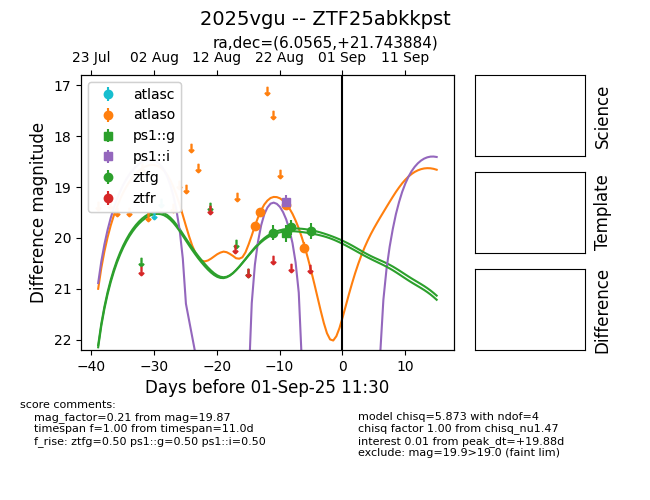 2025vgu -- ZTF25abkkpst
ra,dec=(6.0565,+21.743884)
23 Jul 02 Aug 12 Aug 22 Aug 01 Sep 11 Sep
17
18
19
20
21
22
Difference magnitude
atlasc
atlaso
ps1::g
ps1::i
ztfg
ztfr
−40 −30 −20 −10 0 10
Days before 01-Sep-25 11:30
Science
Template
Difference
score comments:
mag_factor=0.21 from mag=19.87
timespan f=1.00 from timespan=11.0d
f_rise: ztfg=0.50 ps1::g=0.50 ps1::i=0.50
model chisq=5.873 with ndof=4
chisq factor 1.00 from chisq_nu1.47
interest 0.01 from peak_dt=+19.88d
exclude: mag=19.9>19.0 (faint lim)